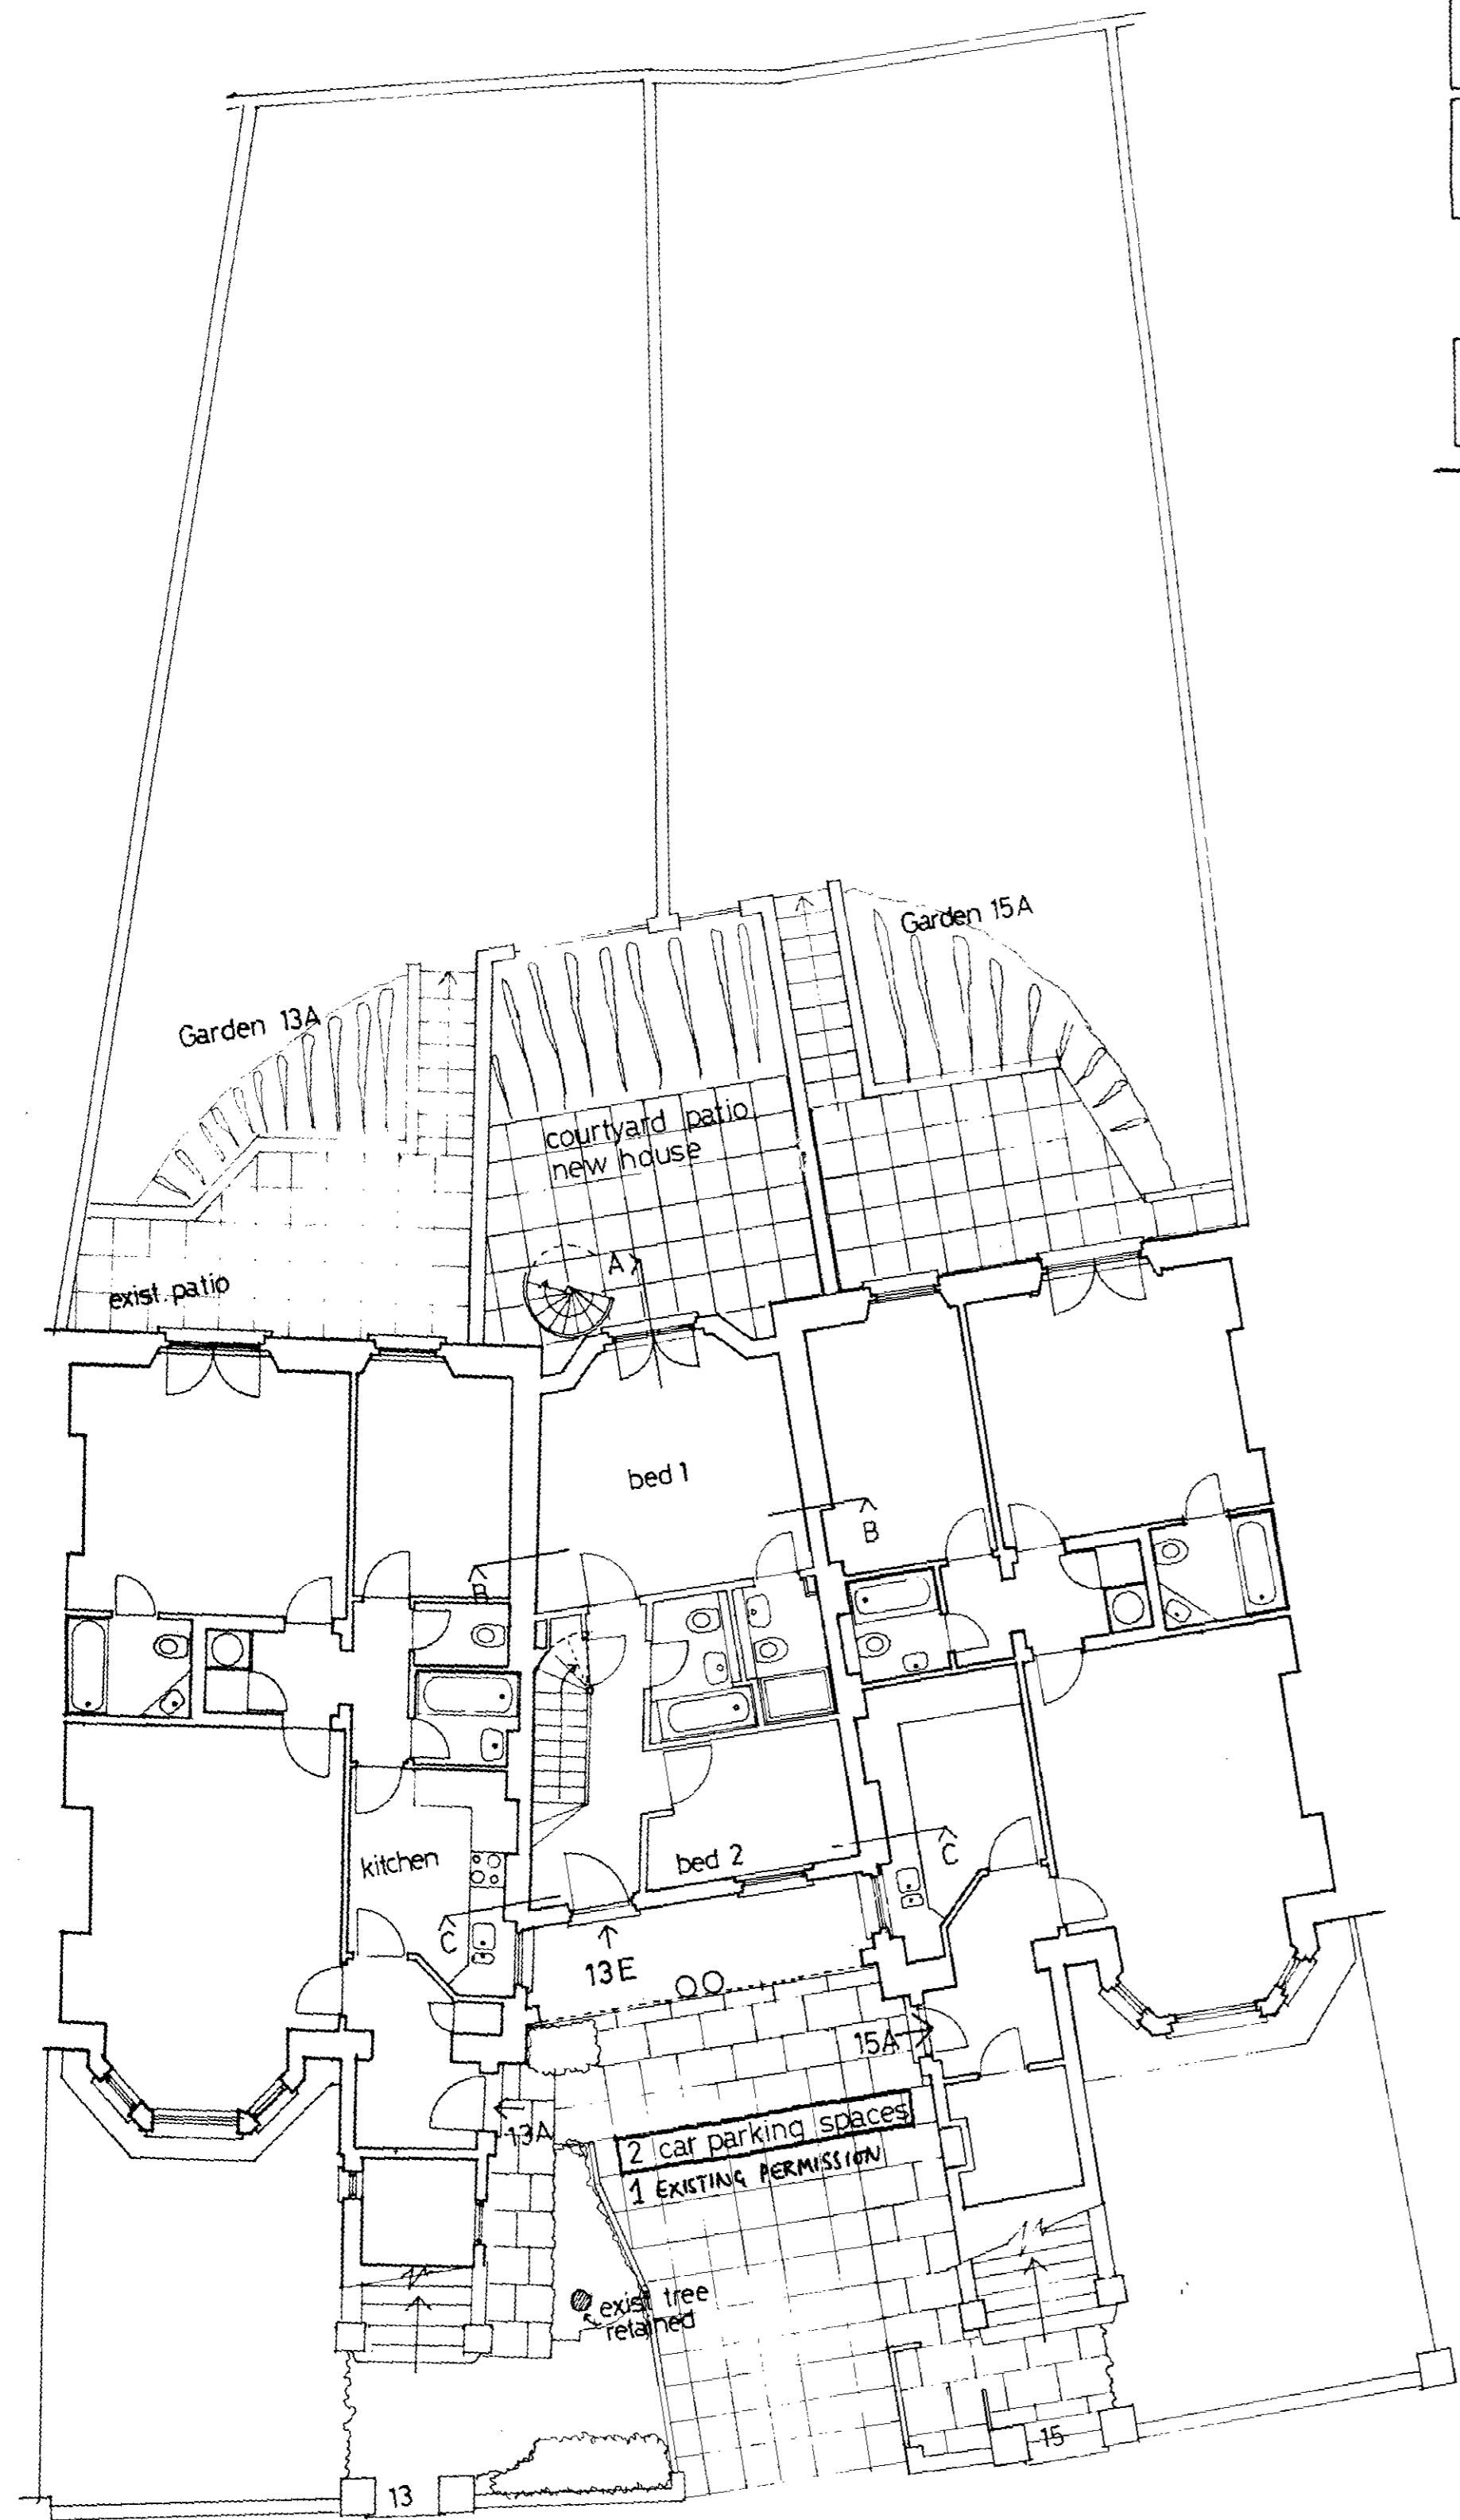 Garden 15A
Garden 13A
courtyard patio
new house
A
exist. patio
bed 1
B
B
kitchen
bed 2
C
C
13E
15A
13A
2 car parking spaces
1 EXISTING PERMISSION
exist tree
retained
15
13